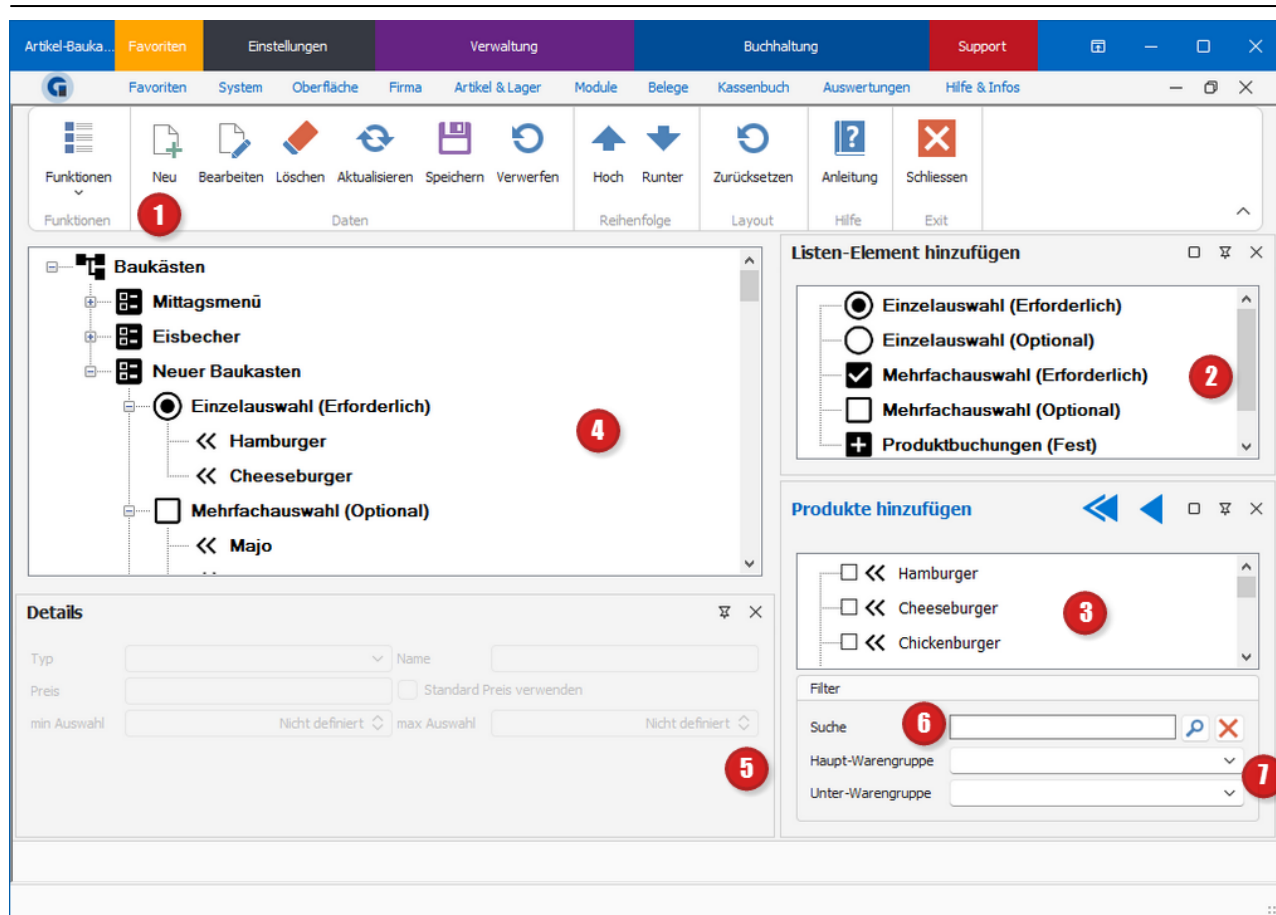 Artikel-Bauka... Favoriten Einstellungen Verwaltung Buchhaltung Support
Favoriten System Oberfläche Firma Artikel & Lager Module Belege Kassenbuch Auswertungen Hilfe & Infos
Funktionen Neu Bearbeiten Löschen Aktualisieren Speichern Verwerfen Hoch Runter Zurücksetzen Anleitung Schliessen
Funktionen 1 Daten Reihenfolge Layout Hilfe Exit
Baukästen
Mittagsmenü
Eisbecher
Neuer Baukasten
Einzelauswahl (Erforderlich)
4
Hamburger
Cheeseburger
Mehrfachauswahl (Optional)
Majo
Listen-Element hinzufügen
Einzelauswahl (Erforderlich)
Einzelauswahl (Optional)
Mehrfachauswahl (Erforderlich)
2
Mehrfachauswahl (Optional)
Produktbuchungen (Fest)
Produkte hinzufügen
Hamburger
Cheeseburger
3
Chickenburger
Details
Typ Name
Preis Standard Preis verwenden
min Auswahl Nicht definiert max Auswahl Nicht definiert
5
Filter
Suche 6
Haupt-Warengruppe
7
Unter-Warengruppe